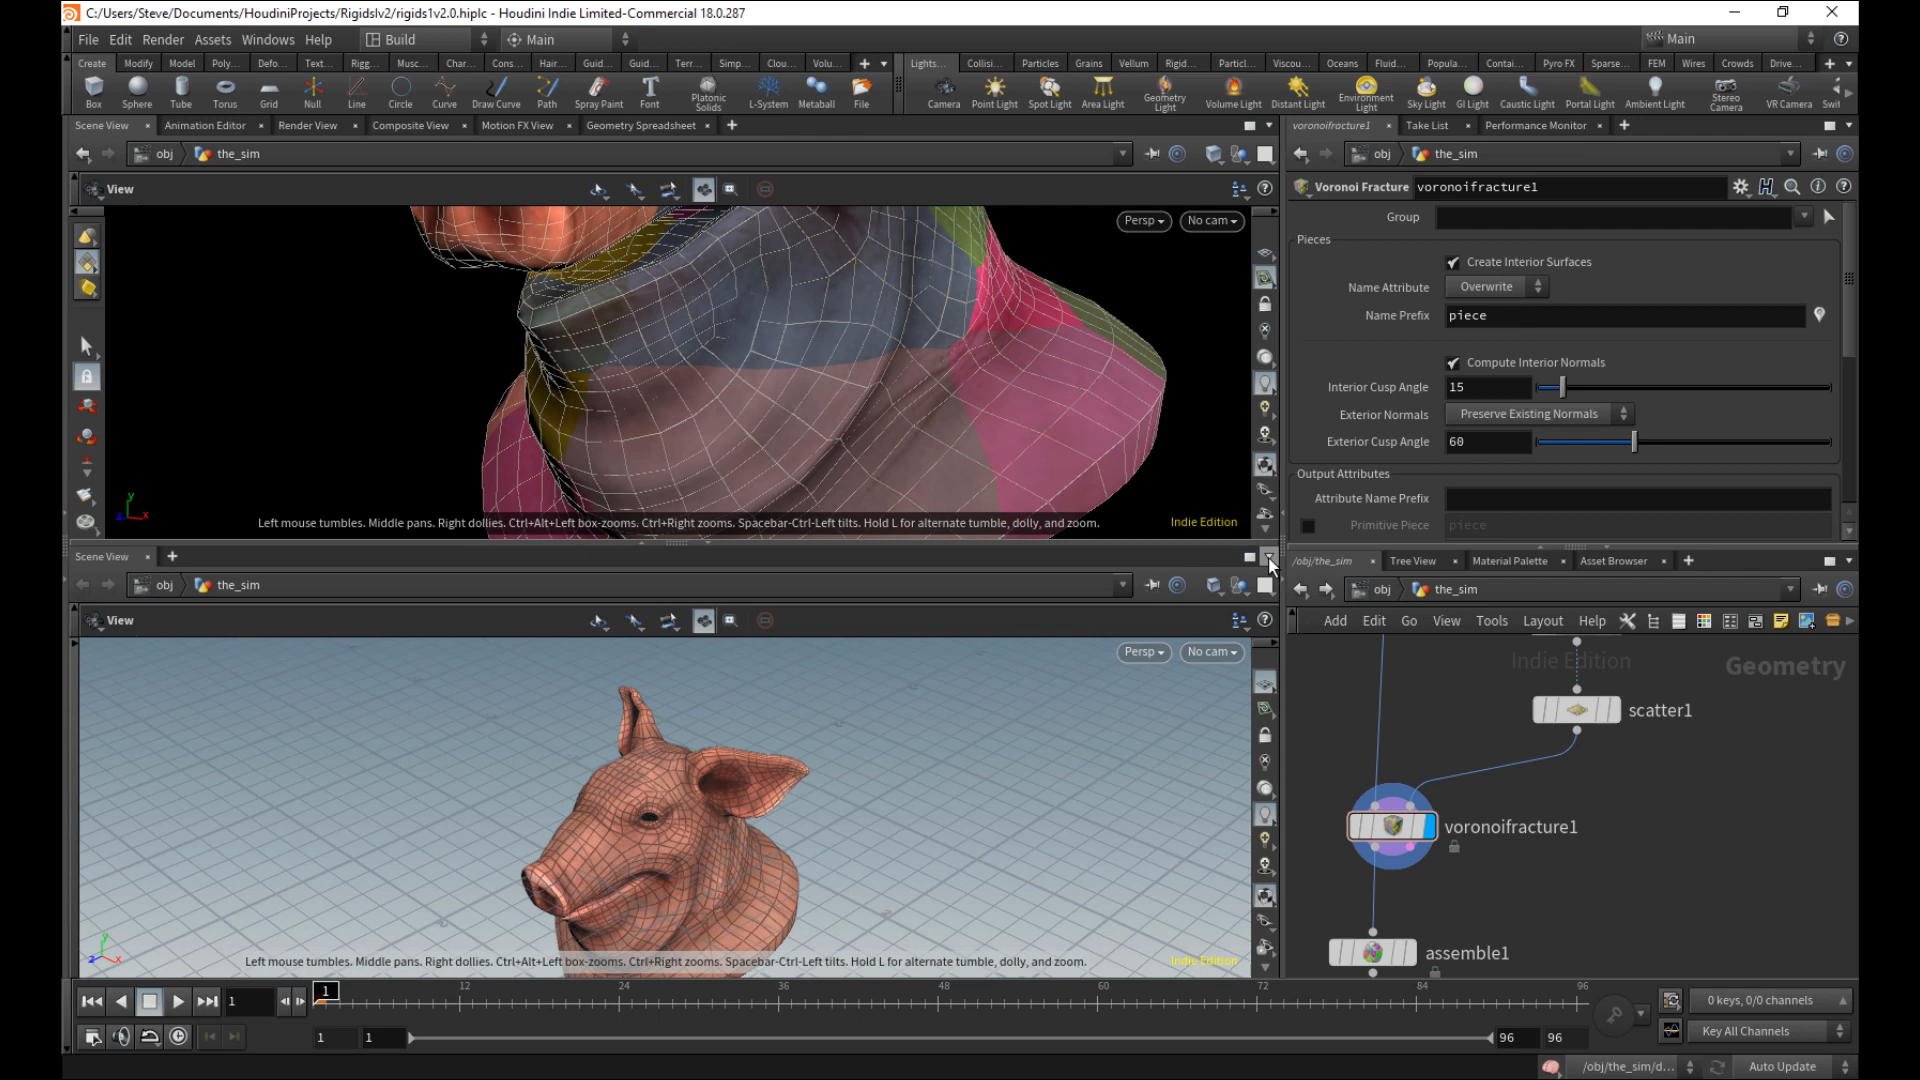 C:/Users/Steve/Documents/HoudiniProjects/Rigidslv2/rigids1v2.0.hiplc - Houdini Indie Limited-Commercial 18.0.287
File Edit Render Assets Windows Help Build Main Main
Create Modify Model Poly... Defo... Text... Rigg... Musc... Char... Cons... Hair... Guid... Guid... Terr... Simp... Clou... Volu... Lights... Collisi... Particles Grains Vellum Rigid... Particl... Viscou... Oceans Fluid... Popula... Contai... Pyro FX Sparse... FEM Wires Crowds Drive...
Box Sphere Tube Torus Grid Null Line Circle Curve Draw Curve Path Spray Paint Font Platonic Solids L-System Metaball File Camera Point Light Spot Light Area Light Geometry Light Volume Light Distant Light Environment Light Sky Light GI Light Caustic Light Portal Light Ambient Light Stereo Camera VR Camera Swit
Scene View Animation Editor Render View Composite View Motion FX View Geometry Spreadsheet
obj the_sim
View
Persp No cam
Left mouse tumbles. Middle pans. Right dollies. Ctrl+Alt+Left box-zooms. Ctrl+Right zooms. Spacebar-Ctrl-Left tilts. Hold L for alternate tumble, dolly, and zoom.
Indie Edition
voronoifracture1 Take List Performance Monitor
obj the_sim
Voronoi Fracture voronoifracture1
Group
Pieces
Create Interior Surfaces
Name Attribute Overwrite
Name Prefix piece
Compute Interior Normals
Interior Cusp Angle 15
Exterior Normals Preserve Existing Normals
Exterior Cusp Angle 60
Output Attributes
Attribute Name Prefix
Primitive Piece piece
Scene View
obj the_sim
View
Persp No cam
Left mouse tumbles. Middle pans. Right dollies. Ctrl+Alt+Left box-zooms. Ctrl+Right zooms. Spacebar-Ctrl-Left tilts. Hold L for alternate tumble, dolly, and zoom.
Indie Edition
/obj/the_sim Tree View Material Palette Asset Browser
obj the_sim
Add Edit Go View Tools Layout Help
Indie Edition
Geometry
scatter1
voronoifracture1
assemble1
1 1 12 24 36 48 60 72 84 96
0 keys, 0/0 channels
1 1 96 96
Key All Channels
/obj/the_sim/d... Auto Update